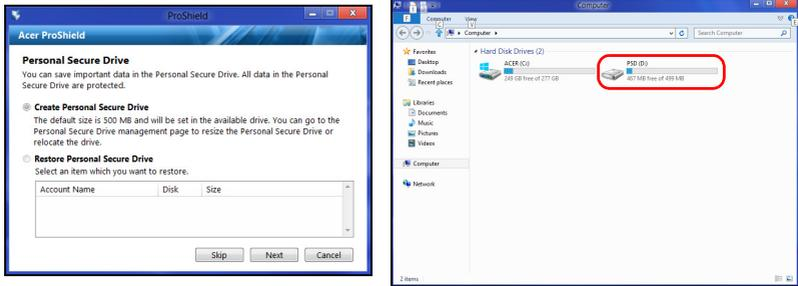 ProShield
Acer ProShield
Personal Secure Drive
You can save important data in the Personal Secure Drive. All data in the Personal
Secure Drive are protected.
Create Personal Secure Drive
The default size is 500 MB and will be set in the available drive. You can go to the
Personal Secure Drive management page to resize the Personal Secure Drive or
relocate the drive.
Restore Personal Secure Drive
Select an item which you want to restore.
Account Name Disk Size
Skip Next Cancel
Computer
F Computer View
C V E
Computer
Search Computer
Favorites
Desktop
Downloads
Recent places
Libraries
Documents
Music
Pictures
Videos
Computer
Network
Hard Disk Drives (2)
ACER (C:)
249 GB free of 277 GB
PSD (D:)
467 MB free of 499 MB
2 items